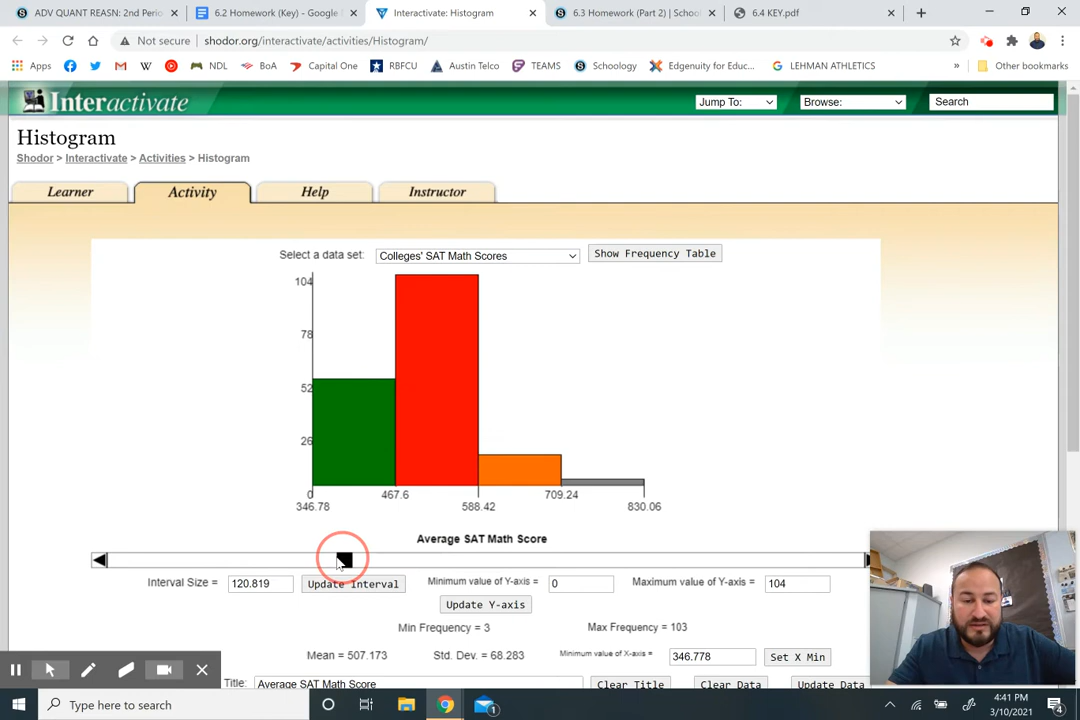 ADV QUANT REASN: 2nd Perio
6.2 Homework (Key) - Google
Interactivate: Histogram
6.3 Homework (Part 2) | School
6.4 KEY.pdf
Not secure | shodor.org/interactivate/activities/Histogram/
Apps
NDL
BoA
Capital One
RBFCU
Austin Telco
TEAMS
Schoology
Edgenuity for Educ...
LEHMAN ATHLETICS
»
Other bookmarks
Interactivate
Jump To:
Browse:
Search
Histogram
Shodor > Interactivate > Activities > Histogram
Learner
Activity
Help
Instructor
Select a data set:
Colleges' SAT Math Scores
Show Frequency Table
104
78
52
26
0
346.78
467.6
588.42
709.24
830.06
Average SAT Math Score
Interval Size =
120.819
Update Interval
Minimum value of Y-axis =
0
Maximum value of Y-axis =
104
Update Y-axis
Min Frequency = 3
Max Frequency = 103
Mean = 507.173
Std. Dev. = 68.283
Minimum value of X-axis =
346.778
Set X Min
Title:
Average SAT Math Score
Clear Title
Clear Data
Update Data
Type here to search
1
4:41 PM
3/10/2021
4